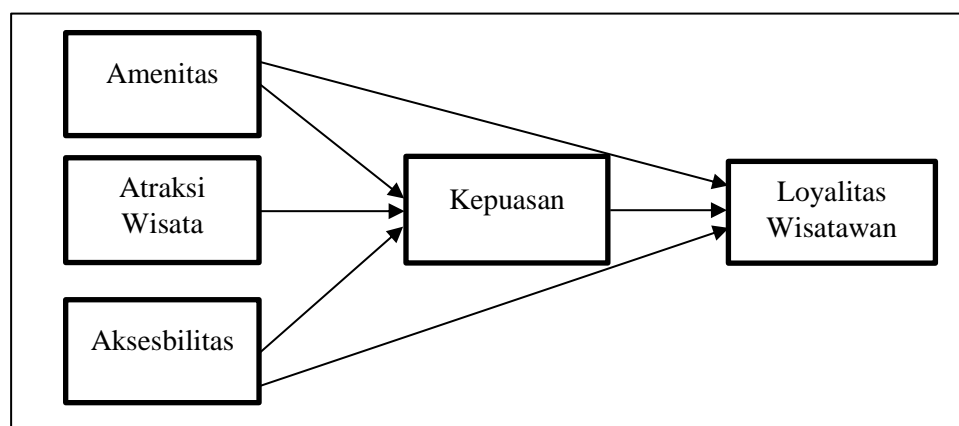 Amenitas
Atraksi
Wisata
Aksesbilitas
Kepuasan
Loyalitas
Wisatawan